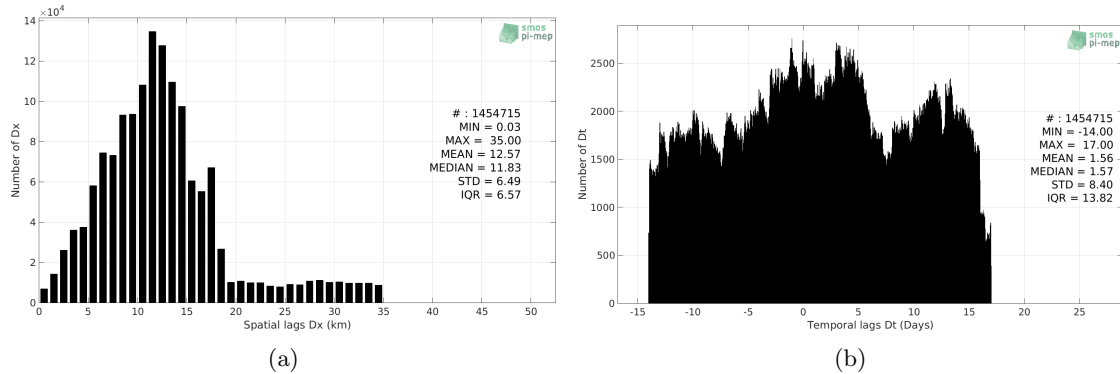 ×10⁴
14
12
10
8
6
4
2
0
Number of Dx
0 5 10 15 20 25 30 35 40 45 50
Spatial lags Dx (km)
smos
pi-mep
# : 1454715
MIN = 0.03
MAX = 35.00
MEAN = 12.57
MEDIAN = 11.83
STD = 6.49
IQR = 6.57
(a)
2500
2000
1500
1000
500
0
Number of Dt
-15 -10 -5 0 5 10 15 20 25
Temporal lags Dt (Days)
smos
pi-mep
# : 1454715
MIN = -14.00
MAX = 17.00
MEAN = 1.56
MEDIAN = 1.57
STD = 8.40
IQR = 13.82
(b)